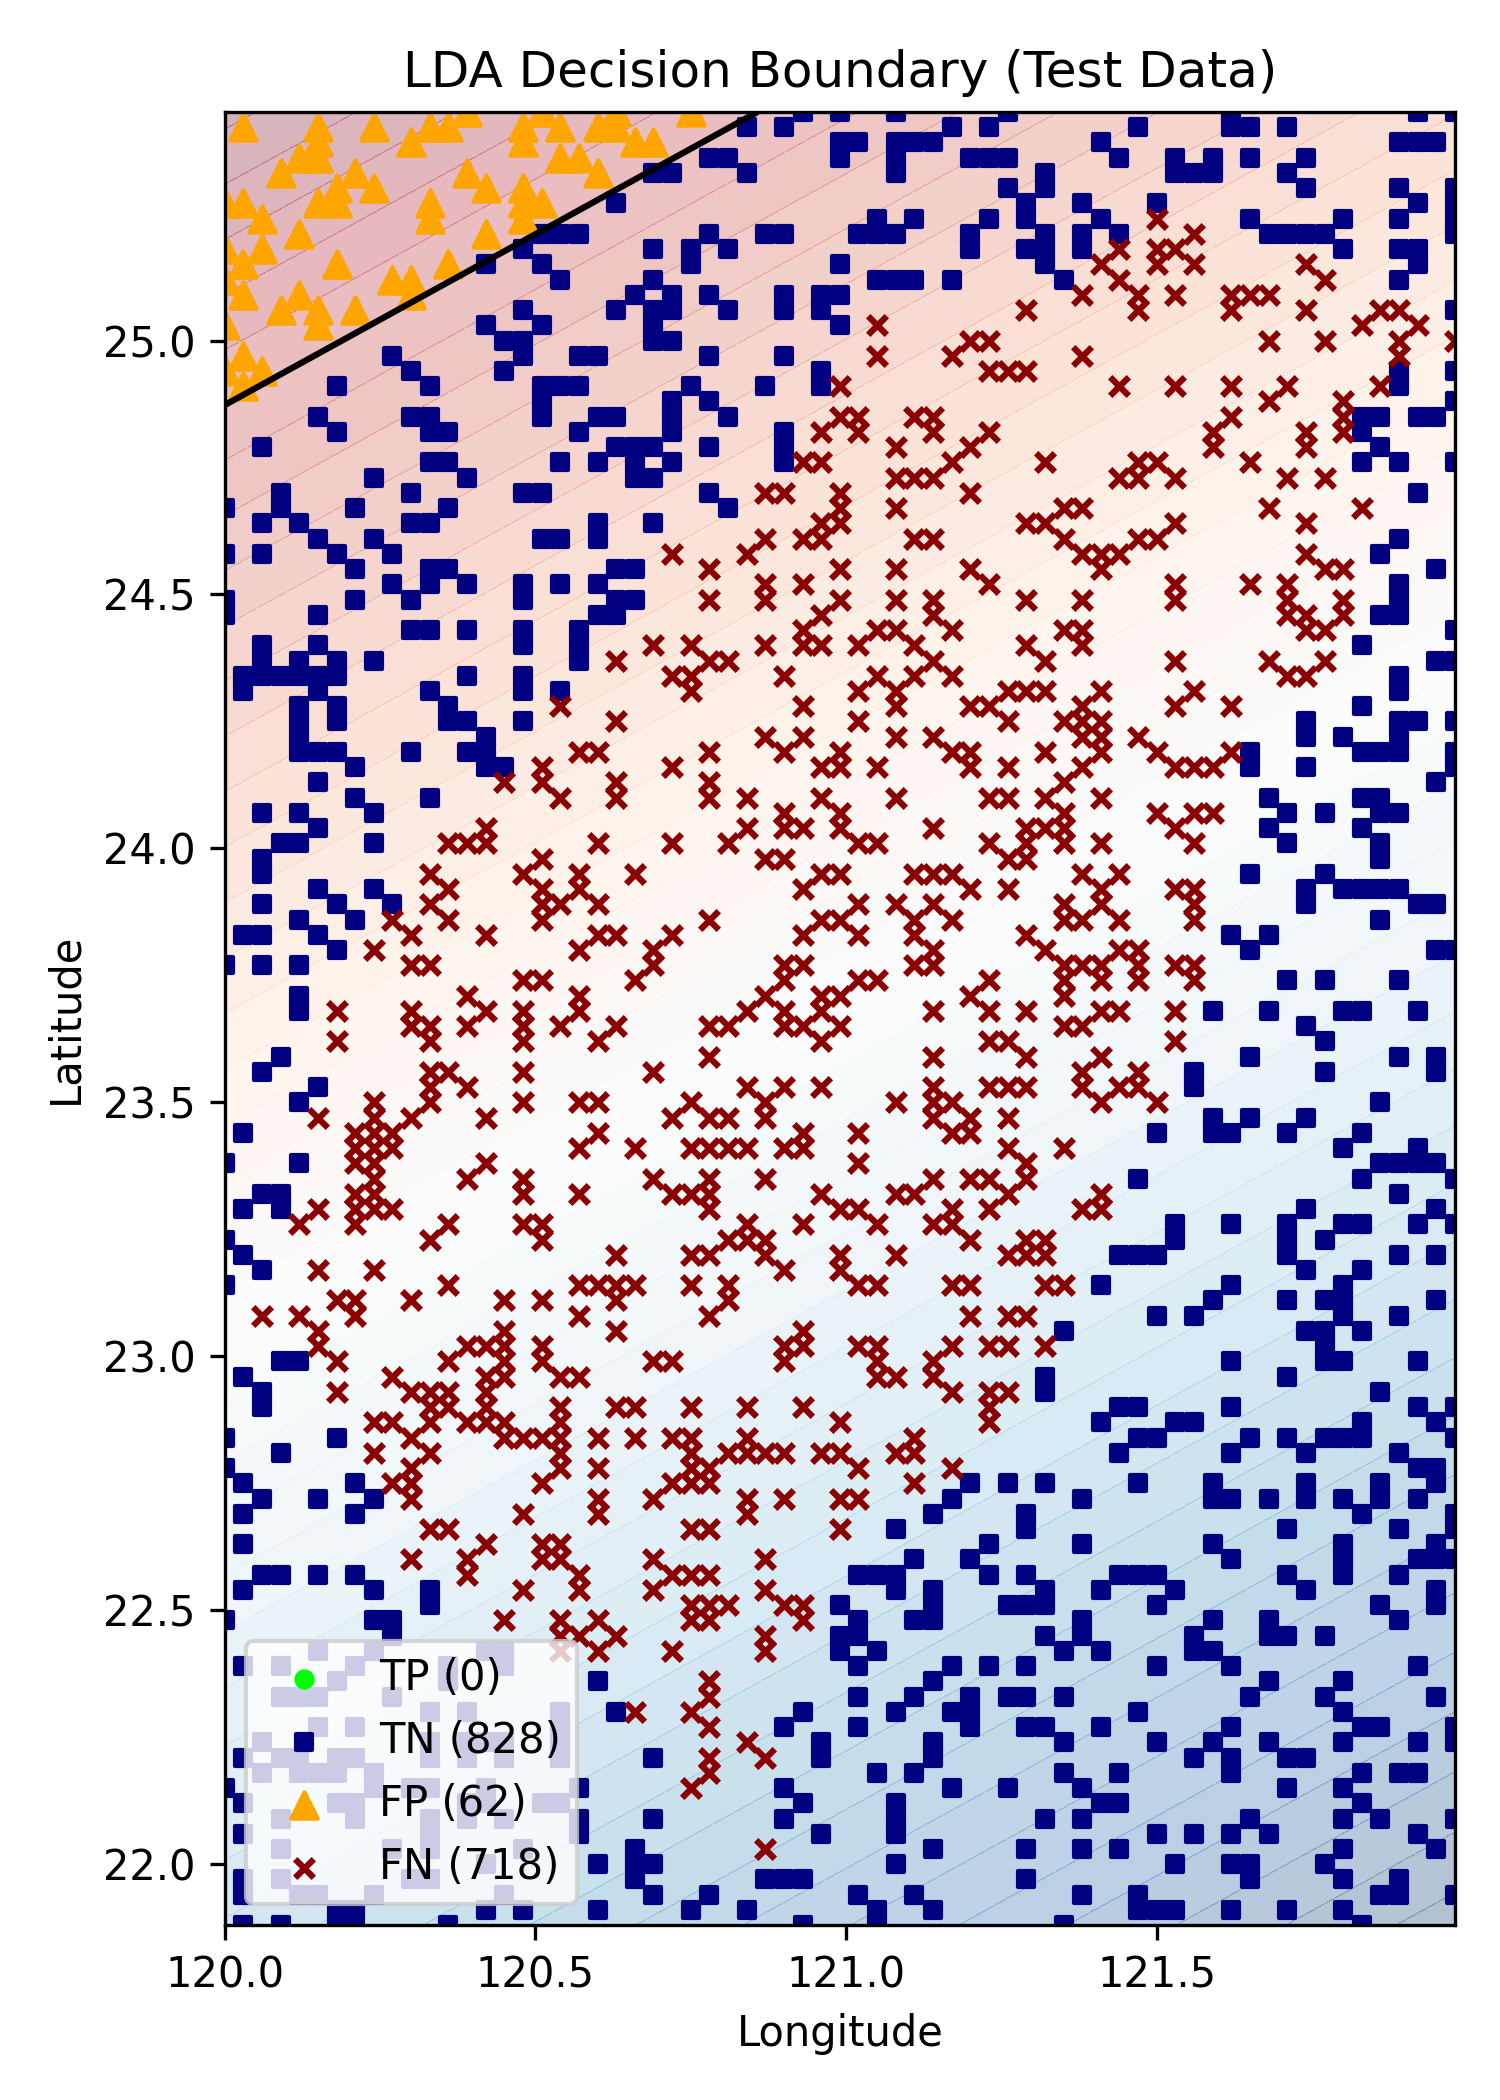 LDA Decision Boundary (Test Data)
Latitude
25.0
24.5
24.0
23.5
23.0
22.5
22.0
TP (0)
TN (828)
FP (62)
FN (718)
120.0 120.5 121.0 121.5
Longitude